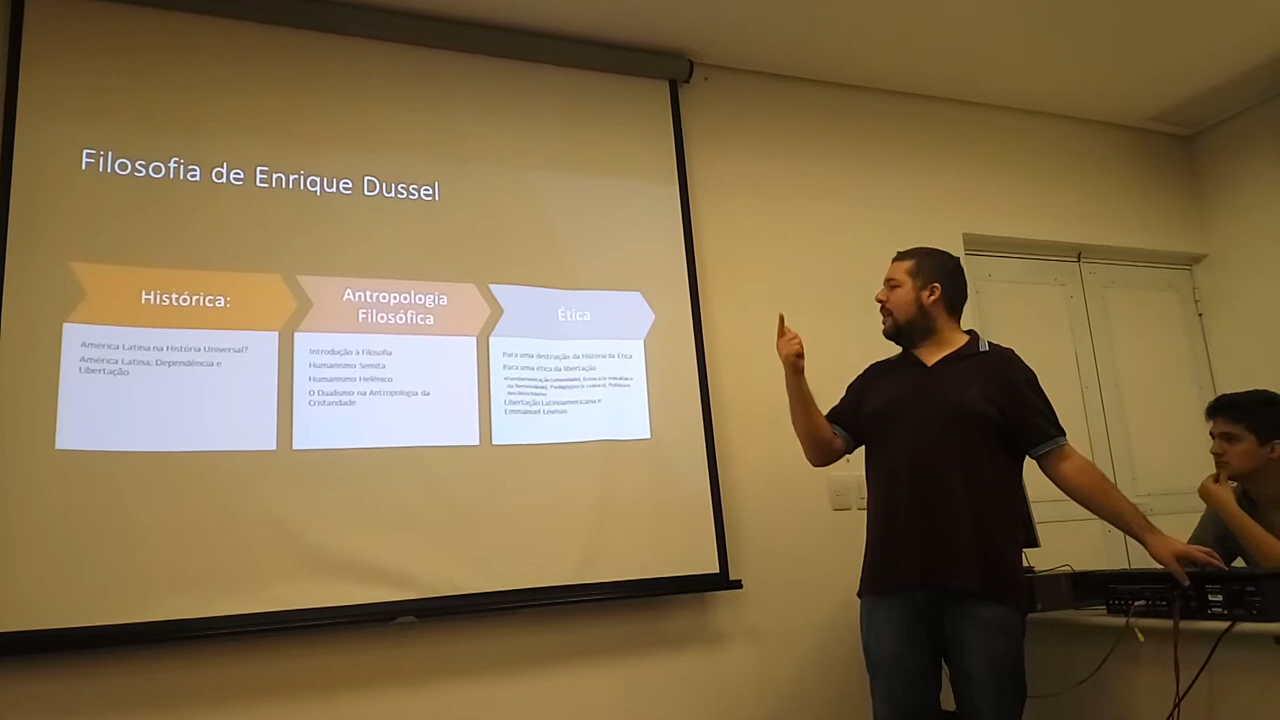 Filosofia de Enrique Dussel
Histórica:
América Latina na História Universal?
América Latina: Dependência e
Libertação
Antropologia
Filosófica
Introdução à Filosofia
Humanismo Semita
Humanismo Helênico
O Dualismo na Antropologia da
Cristandade
Ética
Para uma destruição da História da Ética
Para uma ética da libertação
Libertação Latinoamericana e
Emmanuel Lévinas